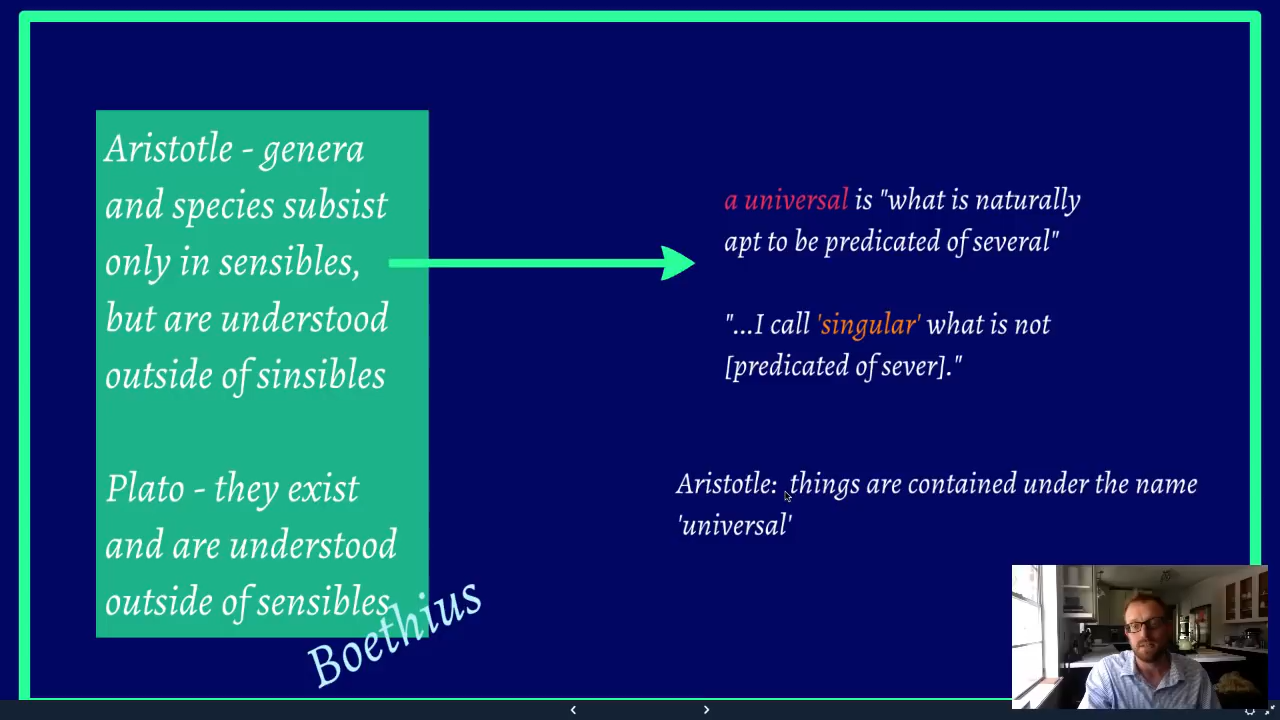 Aristotle - genera
and species subsist
only in sensibles,
but are understood
outside of sinsibles
Plato - they exist
and are understood
outside of sensibles
Boethius
a universal is "what is naturally
apt to be predicated of several"
"...I call 'singular' what is not
[predicated of sever]."
Aristotle: things are contained under the name
'universal'